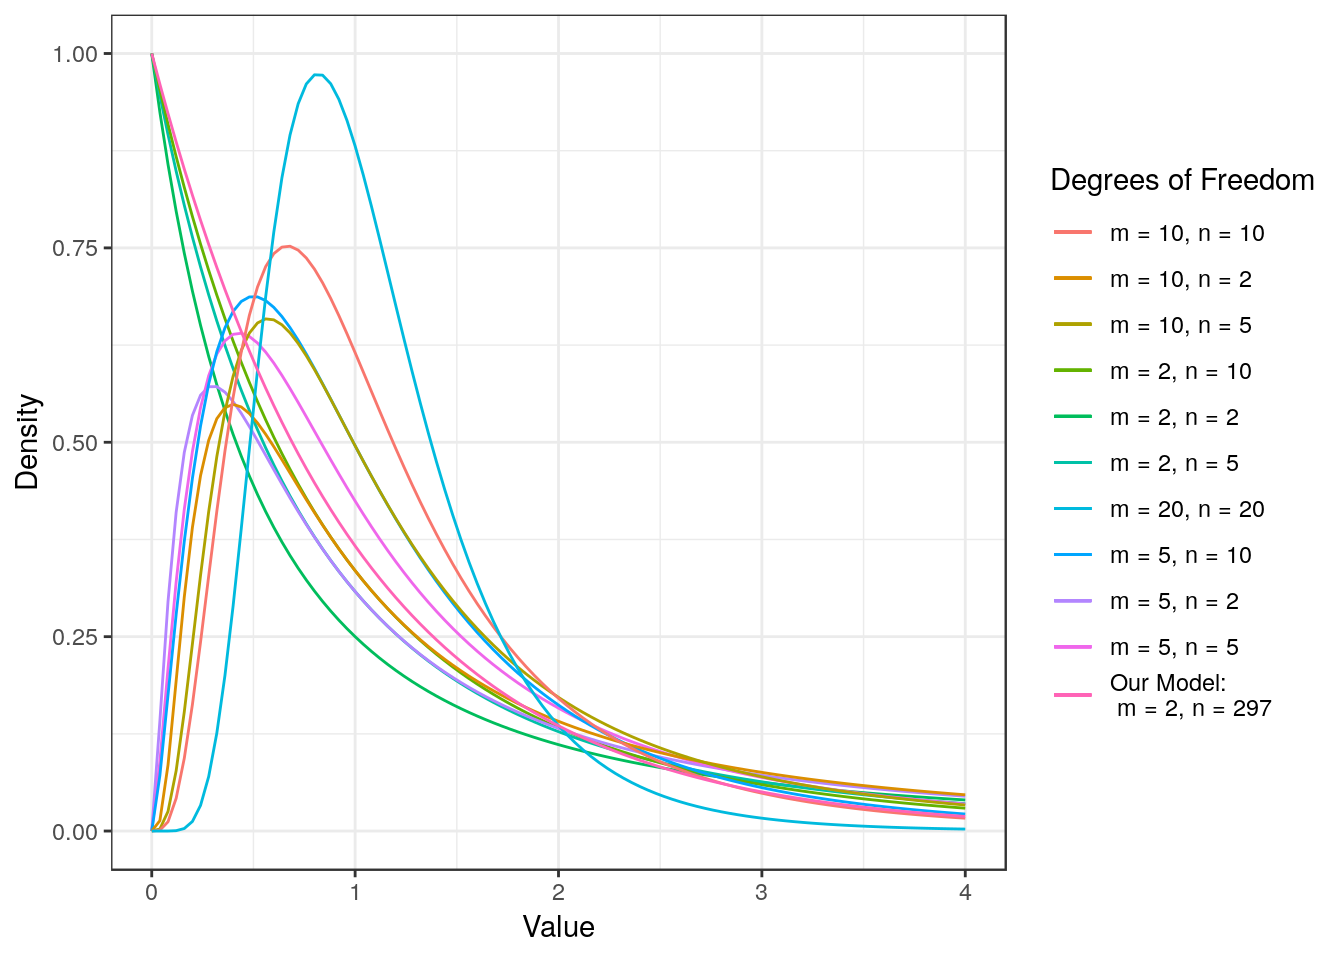 1.00
0.75
0.50
0.25
0.00
Density
0
1
2
3
4
Value
Degrees of Freedom
m = 10, n = 10
m = 10, n = 2
m = 10, n = 5
m = 2, n = 10
m = 2, n = 2
m = 2, n = 5
m = 20, n = 20
m = 5, n = 10
m = 5, n = 2
m = 5, n = 5
Our Model:
m = 2, n = 297